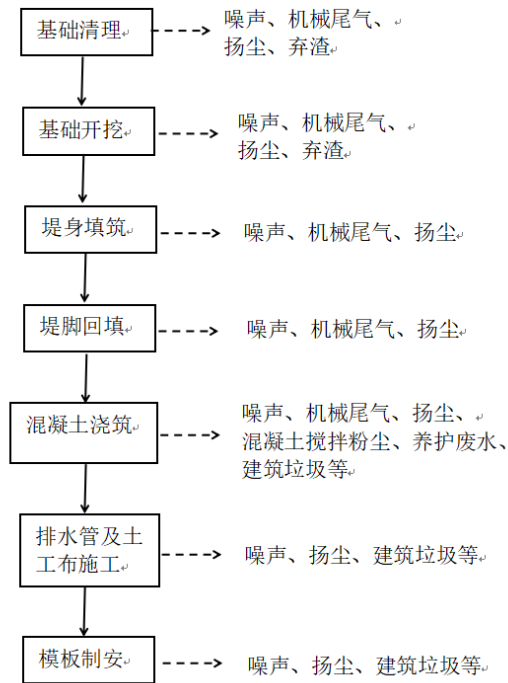 基础清理
噪声、机械尾气、
扬尘、弃渣
基础开挖
噪声、机械尾气、
扬尘、弃渣
堤身填筑
噪声、机械尾气、扬尘
堤脚回填
噪声、机械尾气、扬尘
混凝土浇筑
噪声、机械尾气、扬尘、
混凝土搅拌粉尘、养护废水、
建筑垃圾等
排水管及土
工布施工
噪声、扬尘、建筑垃圾等
模板制安
噪声、扬尘、建筑垃圾等